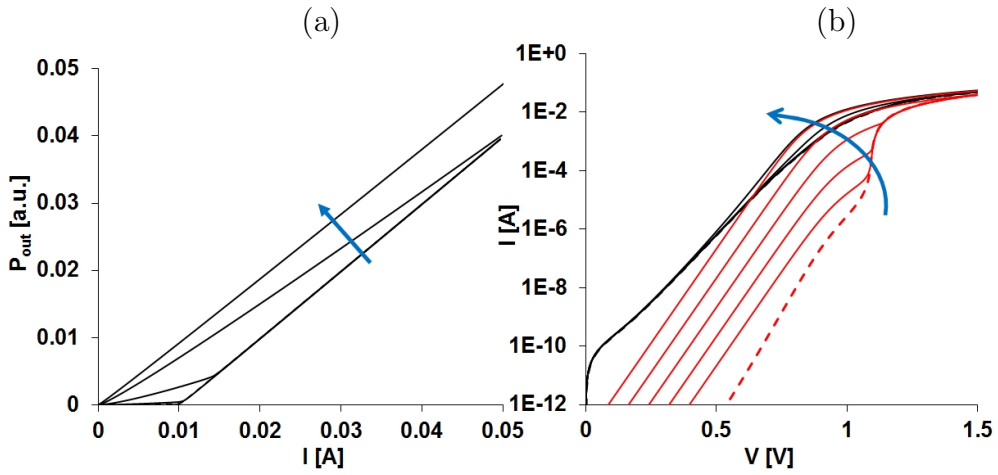 (a)
P_out [a.u.]
0.05
0.04
0.03
0.02
0.01
0
0 0.01 0.02 0.03 0.04 0.05
I [A]
(b)
I [A]
1E+0
1E-2
1E-4
1E-6
1E-8
1E-10
1E-12
0 0.5 1 1.5
V [V]